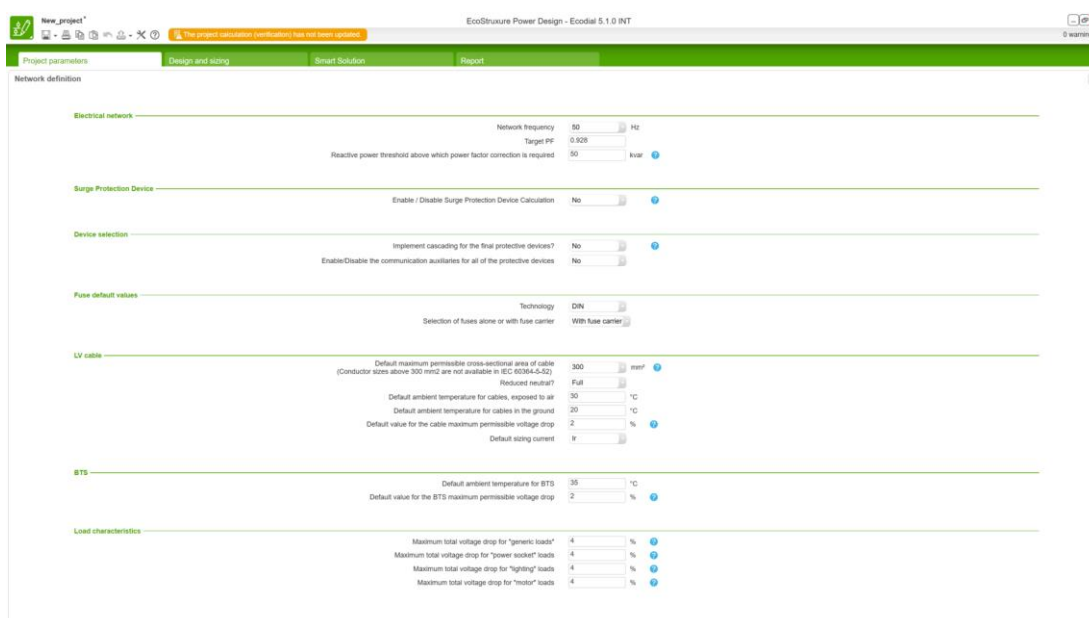 New_project*
EcoStruxure Power Design - Ecodial 5.1.0 INT
The project calculation (verification) has not been updated.
0 warnin
Project parameters Design and sizing Smart Solution Report
Network definition
Electrical network
Network frequency 50 Hz
Target PF 0.928
Reactive power threshold above which power factor correction is required 50 kvar ?
Surge Protection Device
Enable / Disable Surge Protection Device Calculation No ?
Device selection
Implement cascading for the final protective devices? No ?
Enable/Disable the communication auxiliaries for all of the protective devices No
Fuse default values
Technology DIN
Selection of fuses alone or with fuse carrier With fuse carrier
LV cable
Default maximum permissible cross-sectional area of cable
(Conductor sizes above 300 mm2 are not available in IEC 60364-5-52) 300 mm² ?
Reduced neutral? Full
Default ambient temperature for cables, exposed to air 30 °C
Default ambient temperature for cables in the ground 20 °C
Default value for the cable maximum permissible voltage drop 2 % ?
Default sizing current Ir
BTS
Default ambient temperature for BTS 35 °C
Default value for the BTS maximum permissible voltage drop 2 % ?
Load characteristics
Maximum total voltage drop for "generic loads" 4 % ?
Maximum total voltage drop for "power socket" loads 4 % ?
Maximum total voltage drop for "lighting" loads 4 % ?
Maximum total voltage drop for "motor" loads 4 % ?